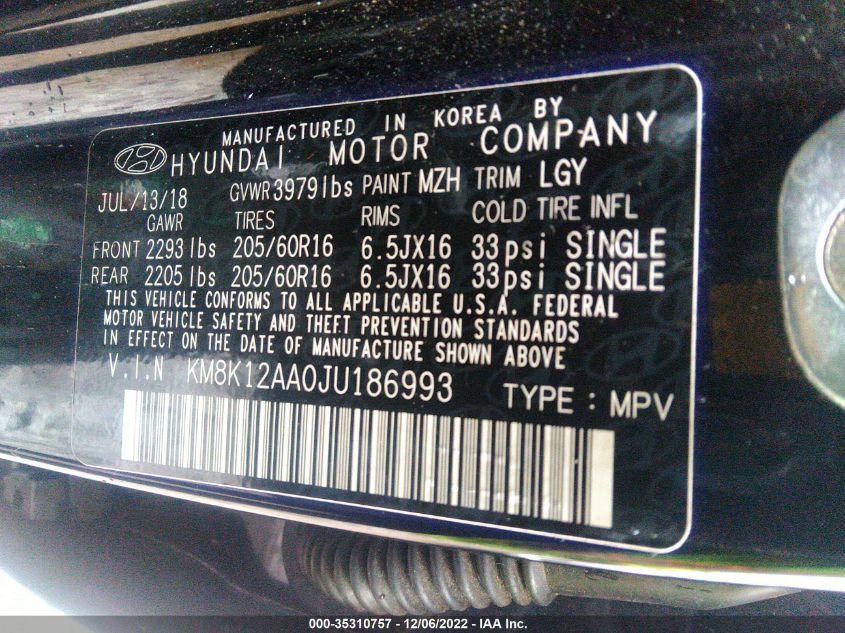 MANUFACTURED IN KOREA BY
HYUNDAI MOTOR COMPANY
JUL/13/18 GVWR 3979lbs PAINT MZH TRIM LGY
GAWR TIRES RIMS COLD TIRE INFL
FRONT 2293 lbs 205/60R16 6.5JX16 33psi SINGLE
REAR 2205 lbs 205/60R16 6.5JX16 33psi SINGLE
THIS VEHICLE CONFORMS TO ALL APPLICABLE U.S.A. FEDERAL
MOTOR VEHICLE SAFETY AND THEFT PREVENTION STANDARDS
IN EFFECT ON THE DATE OF MANUFACTURE SHOWN ABOVE
V.I.N KM8K12AA0JU186993 TYPE : MPV
000-35310757 - 12/06/2022 - IAA Inc.